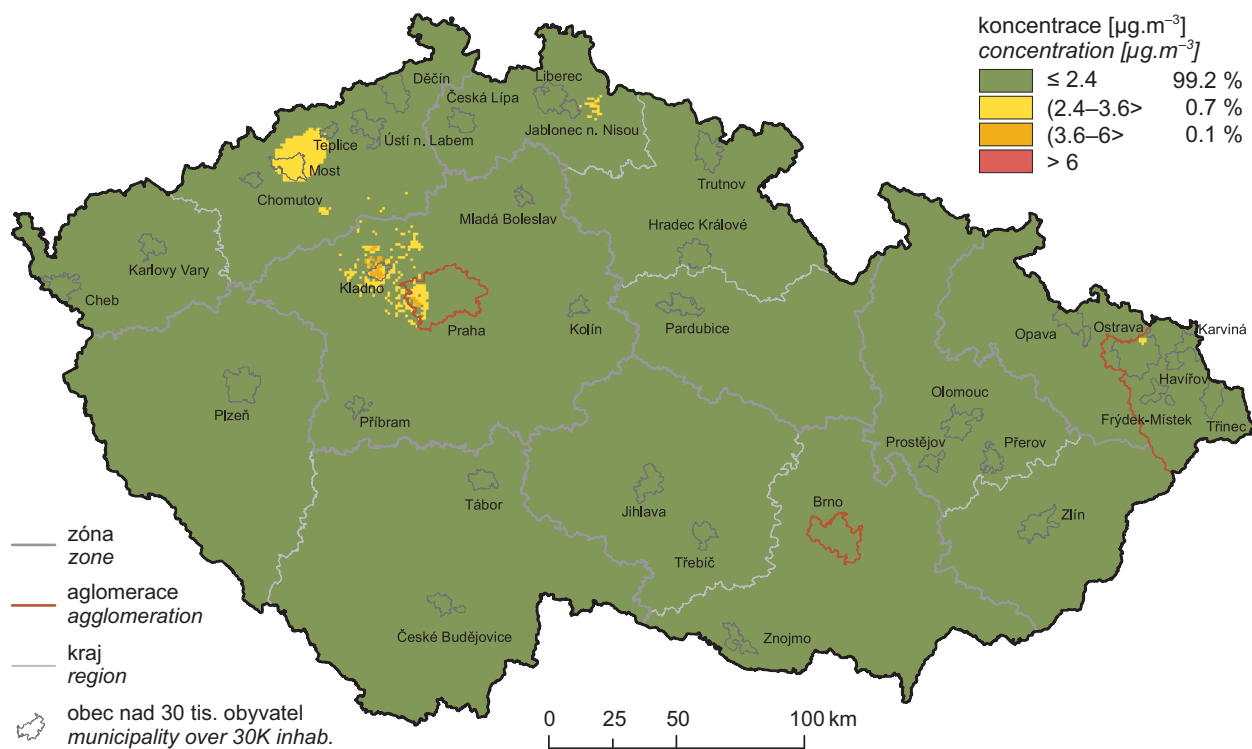 koncentrace [µg.m⁻³]
concentration [µg.m⁻³]
≤ 2.4 99.2 %
(2.4–3.6> 0.7 %
(3.6–6> 0.1 %
> 6
Děčín
Liberec
Česká Lípa
Jablonec n. Nisou
Teplice
Ústí n. Labem
Most
Chomutov
Trutnov
Mladá Boleslav
Hradec Králové
Karlovy Vary
Cheb
Kladno
Praha
Kolín
Pardubice
Opava
Ostrava
Karviná
Havířov
Plzeň
Příbram
Olomouc
Frýdek-Místek
Třinec
Prostějov
Přerov
Tábor
Jihlava
Brno
Zlín
Třebíč
České Budějovice
Znojmo
zóna
zone
aglomerace
agglomeration
kraj
region
obec nad 30 tis. obyvatel
municipality over 30K inhab.
0 25 50 100 km